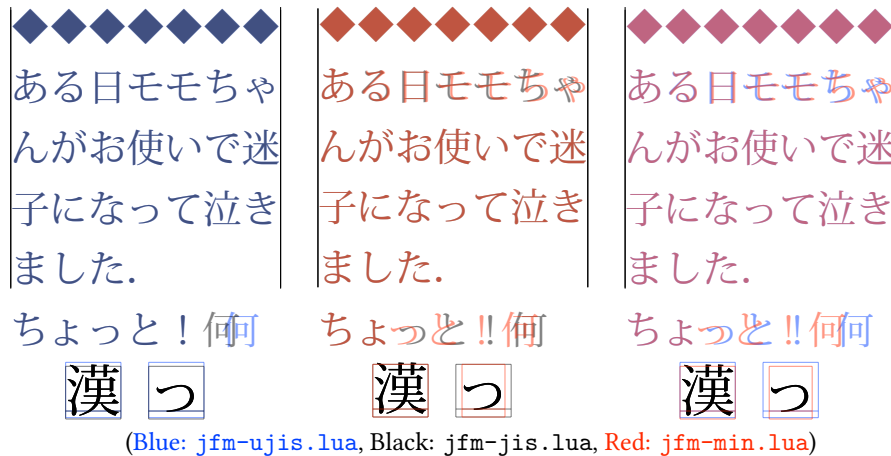 ◆◆◆◆◆◆◆
ある日モモちゃ
んがお使いで迷
子になって泣き
ました.
ちょっと！何
漢 っ
◆◆◆◆◆◆◆
ある日モモちゃ
んがお使いで迷
子になって泣き
ました.
ちょっと！何
漢 っ
◆◆◆◆◆◆◆
ある日モモちゃ
んがお使いで迷
子になって泣き
ました.
ちょっと！何
漢 っ
(Blue: jfm-ujis.lua, Black: jfm-jis.lua, Red: jfm-min.lua)